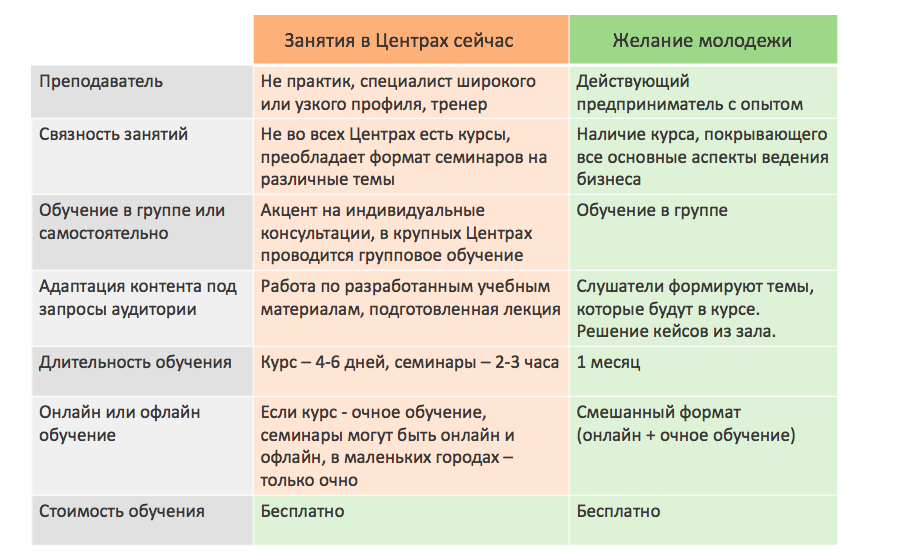 Занятия в Центрах сейчас
Желание молодежи
Преподаватель
Не практик, специалист широкого
или узкого профиля, тренер
Действующий
предприниматель с опытом
Связность занятий
Не во всех Центрах есть курсы,
преобладает формат семинаров на
различные темы
Наличие курса, покрывающего
все основные аспекты ведения
бизнеса
Обучение в группе или
самостоятельно
Акцент на индивидуальные
консультации, в крупных Центрах
проводится групповое обучение
Обучение в группе
Адаптация контента под
запросы аудитории
Работа по разработанным учебным
материалам, подготовленная лекция
Слушатели формируют темы,
которые будут в курсе.
Решение кейсов из зала.
Длительность обучения
Курс – 4-6 дней, семинары – 2-3 часа
1 месяц
Онлайн или офлайн
обучение
Если курс - очное обучение,
семинары могут быть онлайн и
офлайн, в маленьких городах –
только очно
Смешанный формат
(онлайн + очное обучение)
Стоимость обучения
Бесплатно
Бесплатно